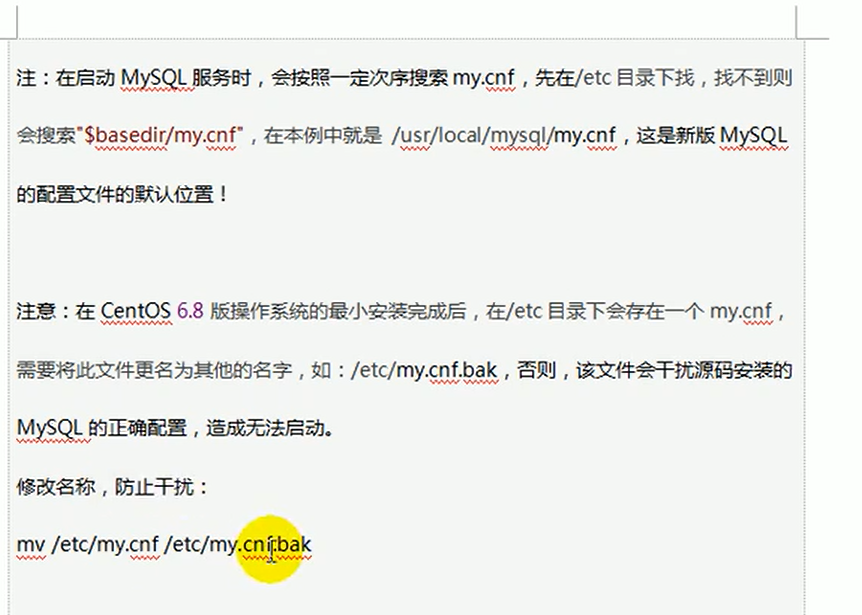 注：在启动 MySQL 服务时，会按照一定次序搜索 my.cnf，先在/etc 目录下找，找不到则
会搜索"$basedir/my.cnf"，在本例中就是 /usr/local/mysql/my.cnf，这是新版 MySQL
的配置文件的默认位置！
注意：在 CentOS 6.8 版操作系统的最小安装完成后，在/etc 目录下会存在一个 my.cnf，
需要将此文件更名为其他的名字，如：/etc/my.cnf.bak，否则，该文件会干扰源码安装的
MySQL 的正确配置，造成无法启动。
修改名称，防止干扰：
mv /etc/my.cnf /etc/my.cnf.bak